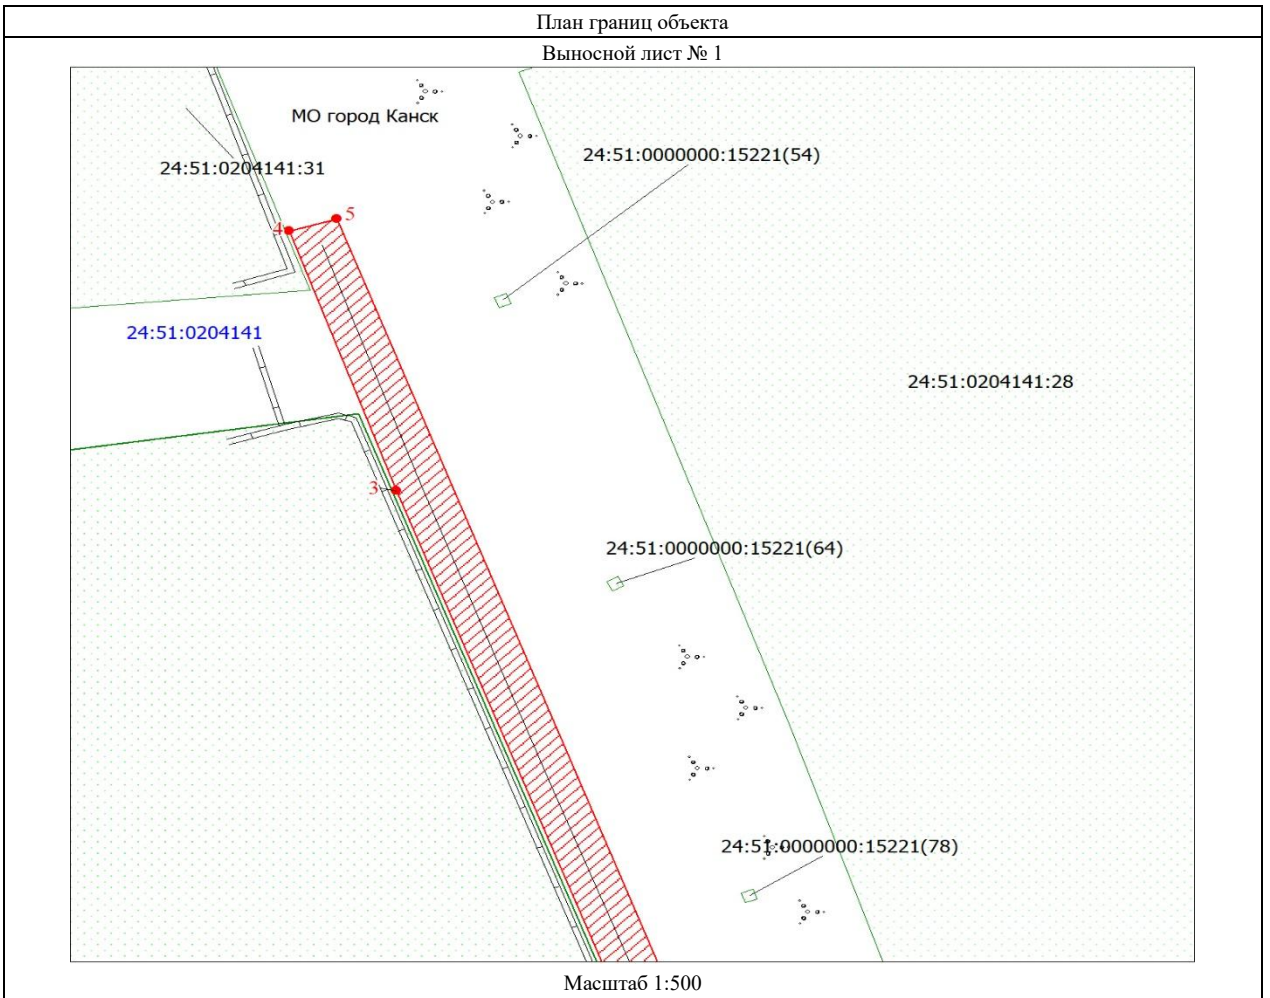 План границ объекта
Выносной лист № 1
МО город Канск
24:51:0000000:15221(54)
24:51:0204141:31
5
4
24:51:0204141
24:51:0204141:28
3
24:51:0000000:15221(64)
24:51:0000000:15221(78)
Масштаб 1:500